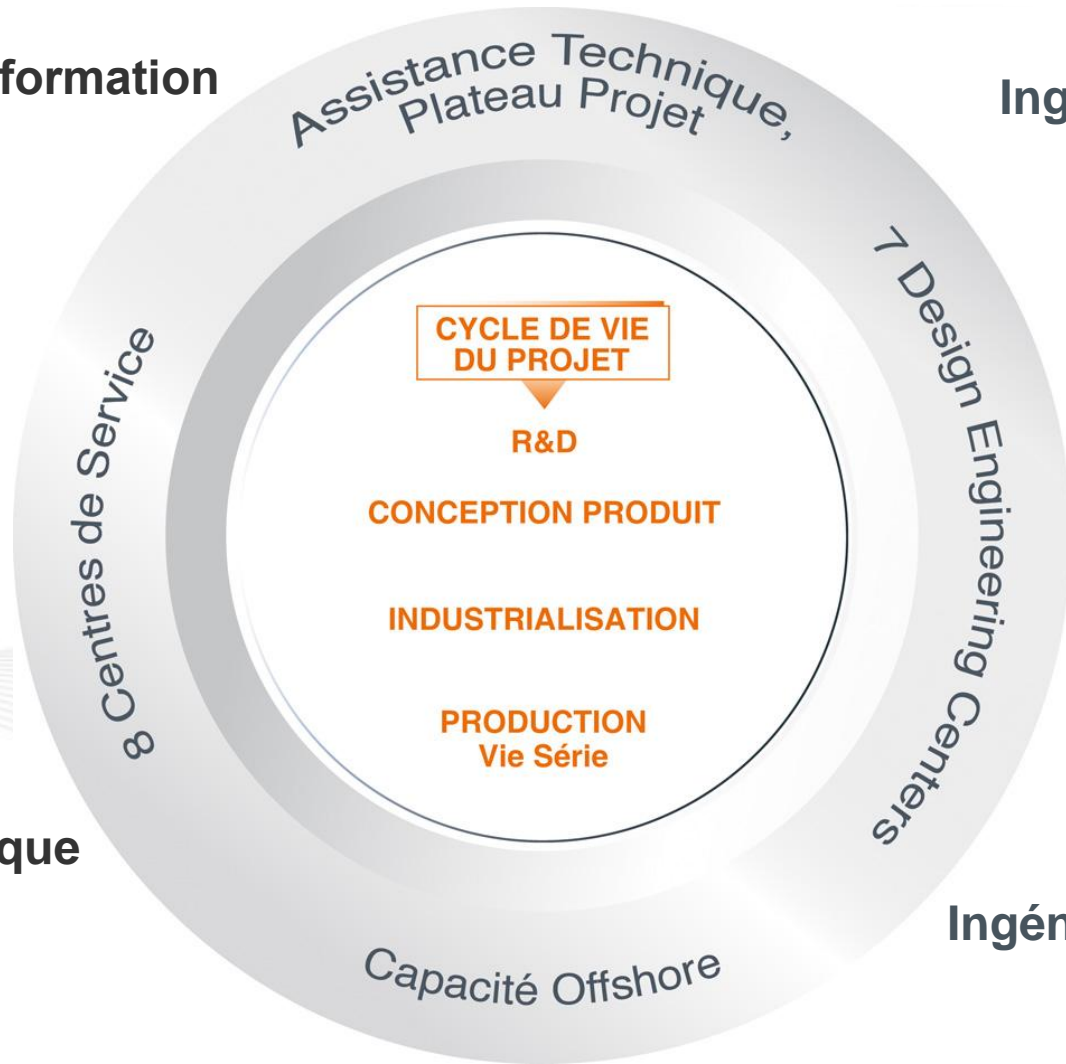 formation
Ing
Assistance Technique,
Plateau Projet
7 Design Engineering Centers
8 Centres de Service
CYCLE DE VIE
DU PROJET
R&D
CONCEPTION PRODUIT
INDUSTRIALISATION
PRODUCTION
Vie Série
que
Ingén
Capacité Offshore